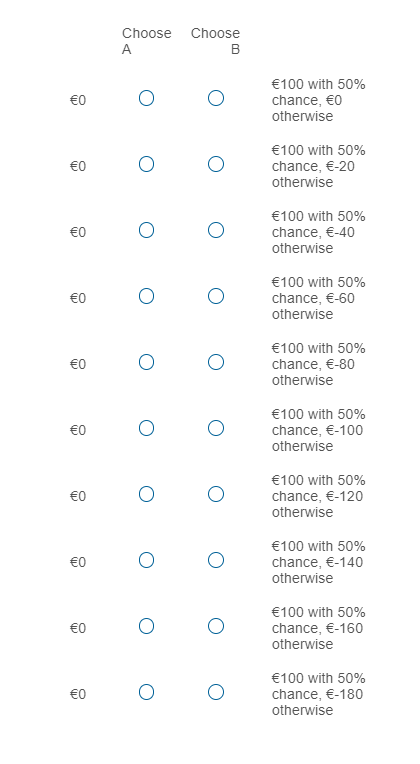 Choose Choose
A B
€100 with 50%
€0 chance, €0
otherwise
€100 with 50%
€0 chance, €-20
otherwise
€100 with 50%
€0 chance, €-40
otherwise
€100 with 50%
€0 chance, €-60
otherwise
€100 with 50%
€0 chance, €-80
otherwise
€100 with 50%
€0 chance, €-100
otherwise
€100 with 50%
€0 chance, €-120
otherwise
€100 with 50%
€0 chance, €-140
otherwise
€100 with 50%
€0 chance, €-160
otherwise
€100 with 50%
€0 chance, €-180
otherwise